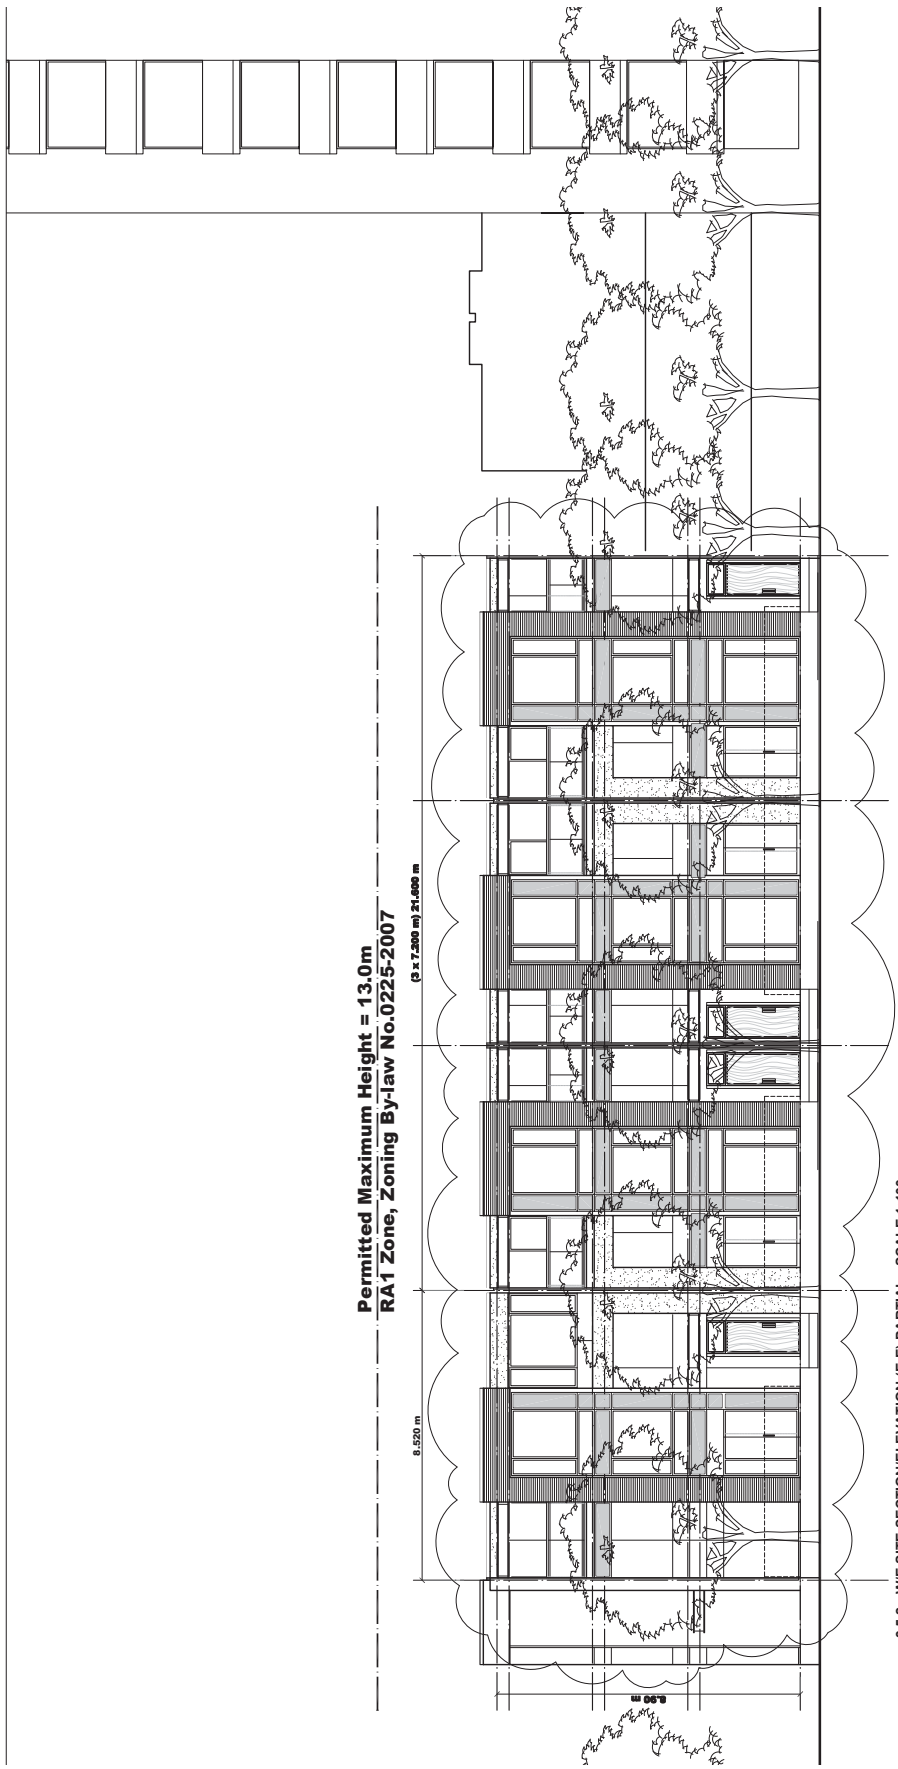 Permitted Maximum Height = 13.0m
RA1 Zone, Zoning By-law No.0225-2007
(3 x 7.200 m) 21.600 m
8.520 m
8.90 m